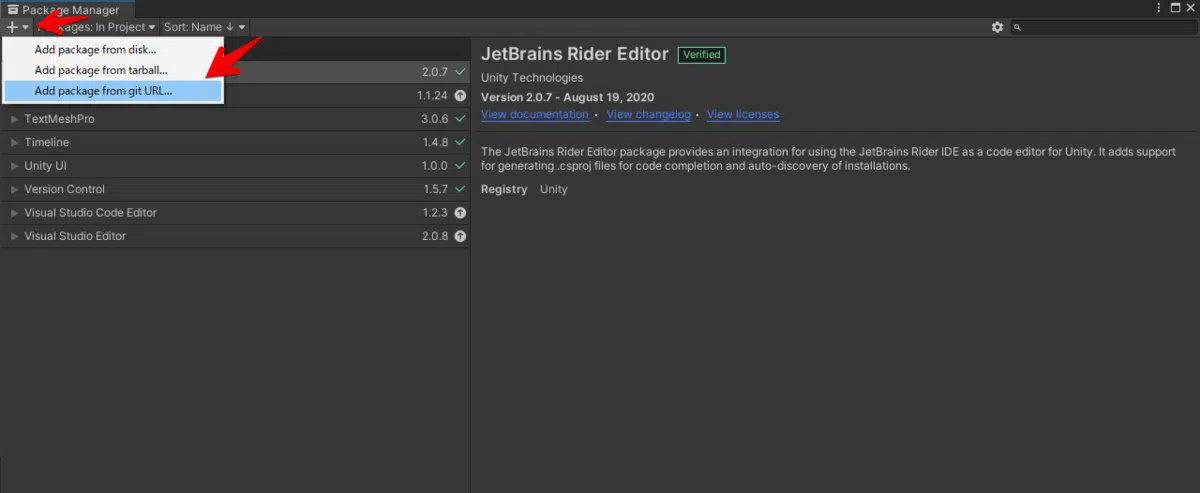 Package Manager
Packages: In Project Sort: Name ↓
Add package from disk...
Add package from tarball...
Add package from git URL...
2.0.7
1.1.24
TextMeshPro 3.0.6
Timeline 1.4.8
Unity UI 1.0.0
Version Control 1.5.7
Visual Studio Code Editor 1.2.3
Visual Studio Editor 2.0.8
JetBrains Rider Editor Verified
Unity Technologies
Version 2.0.7 - August 19, 2020
View documentation • View changelog • View licenses
The JetBrains Rider Editor package provides an integration for using the JetBrains Rider IDE as a code editor for Unity. It adds support
for generating .csproj files for code completion and auto-discovery of installations.
Registry Unity